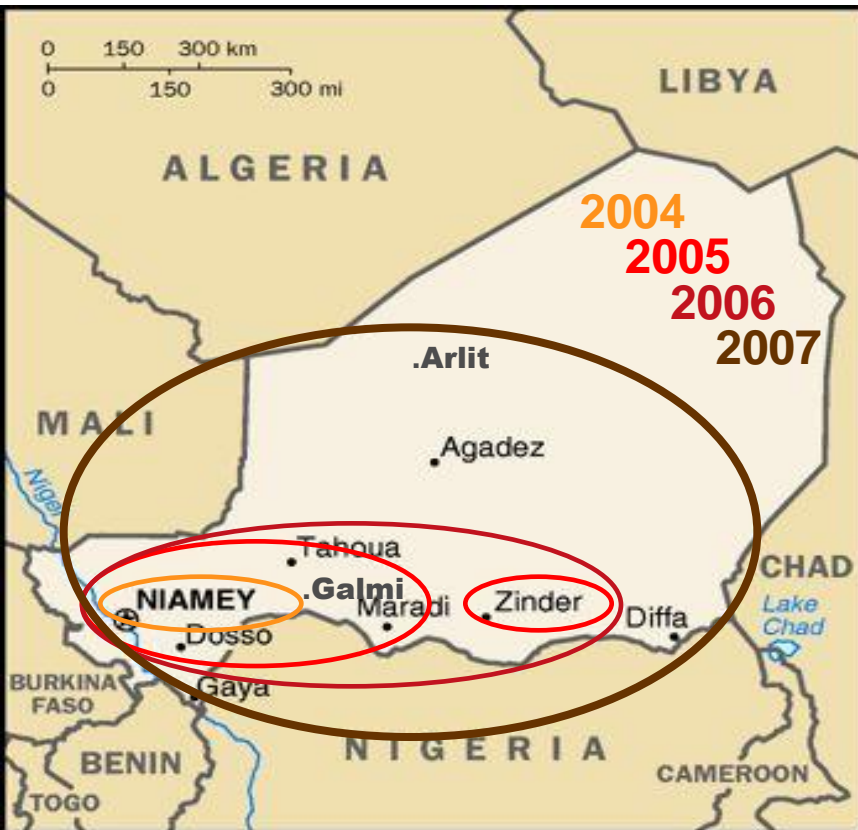 0 150 300 km
0 150 300 mi
LIBYA
ALGERIA
2004
2005
2006
2007
.Arlit
MALI
Agadez
Niger
Tahoua
CHAD
.Galmi
NIAMEY
Maradi
Zinder
Diffa
Lake
Chad
Dosso
BURKINA
FASO
Gaya
NIGERIA
BENIN
CAMEROON
TOGO